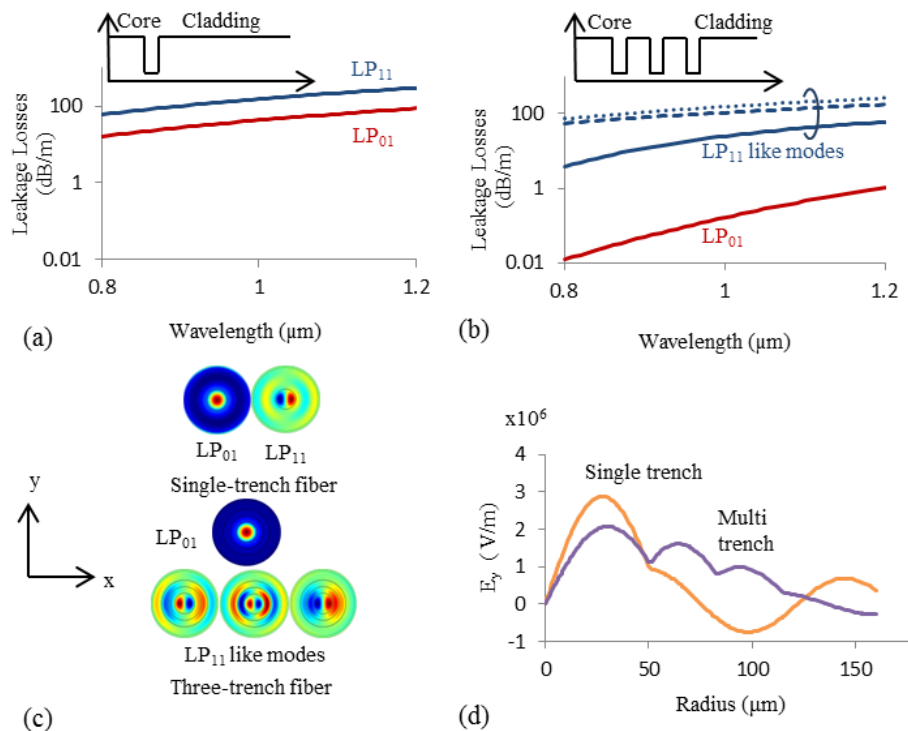 Core Cladding
Leakage Losses
(dB/m)
100
1
0.01
LP11
LP01
0.8 1 1.2
Wavelength (µm)
(a)
Core Cladding
Leakage Losses
(dB/m)
100
1
0.01
LP11 like modes
LP01
0.8 1 1.2
Wavelength (µm)
(b)
LP01 LP11
Single-trench fiber
y
x
LP01
LP11 like modes
Three-trench fiber
(c)
x10^6
Ey ( V/m)
4
3
2
1
0
-1
Single trench
Multi
trench
0 50 100 150
Radius (µm)
(d)